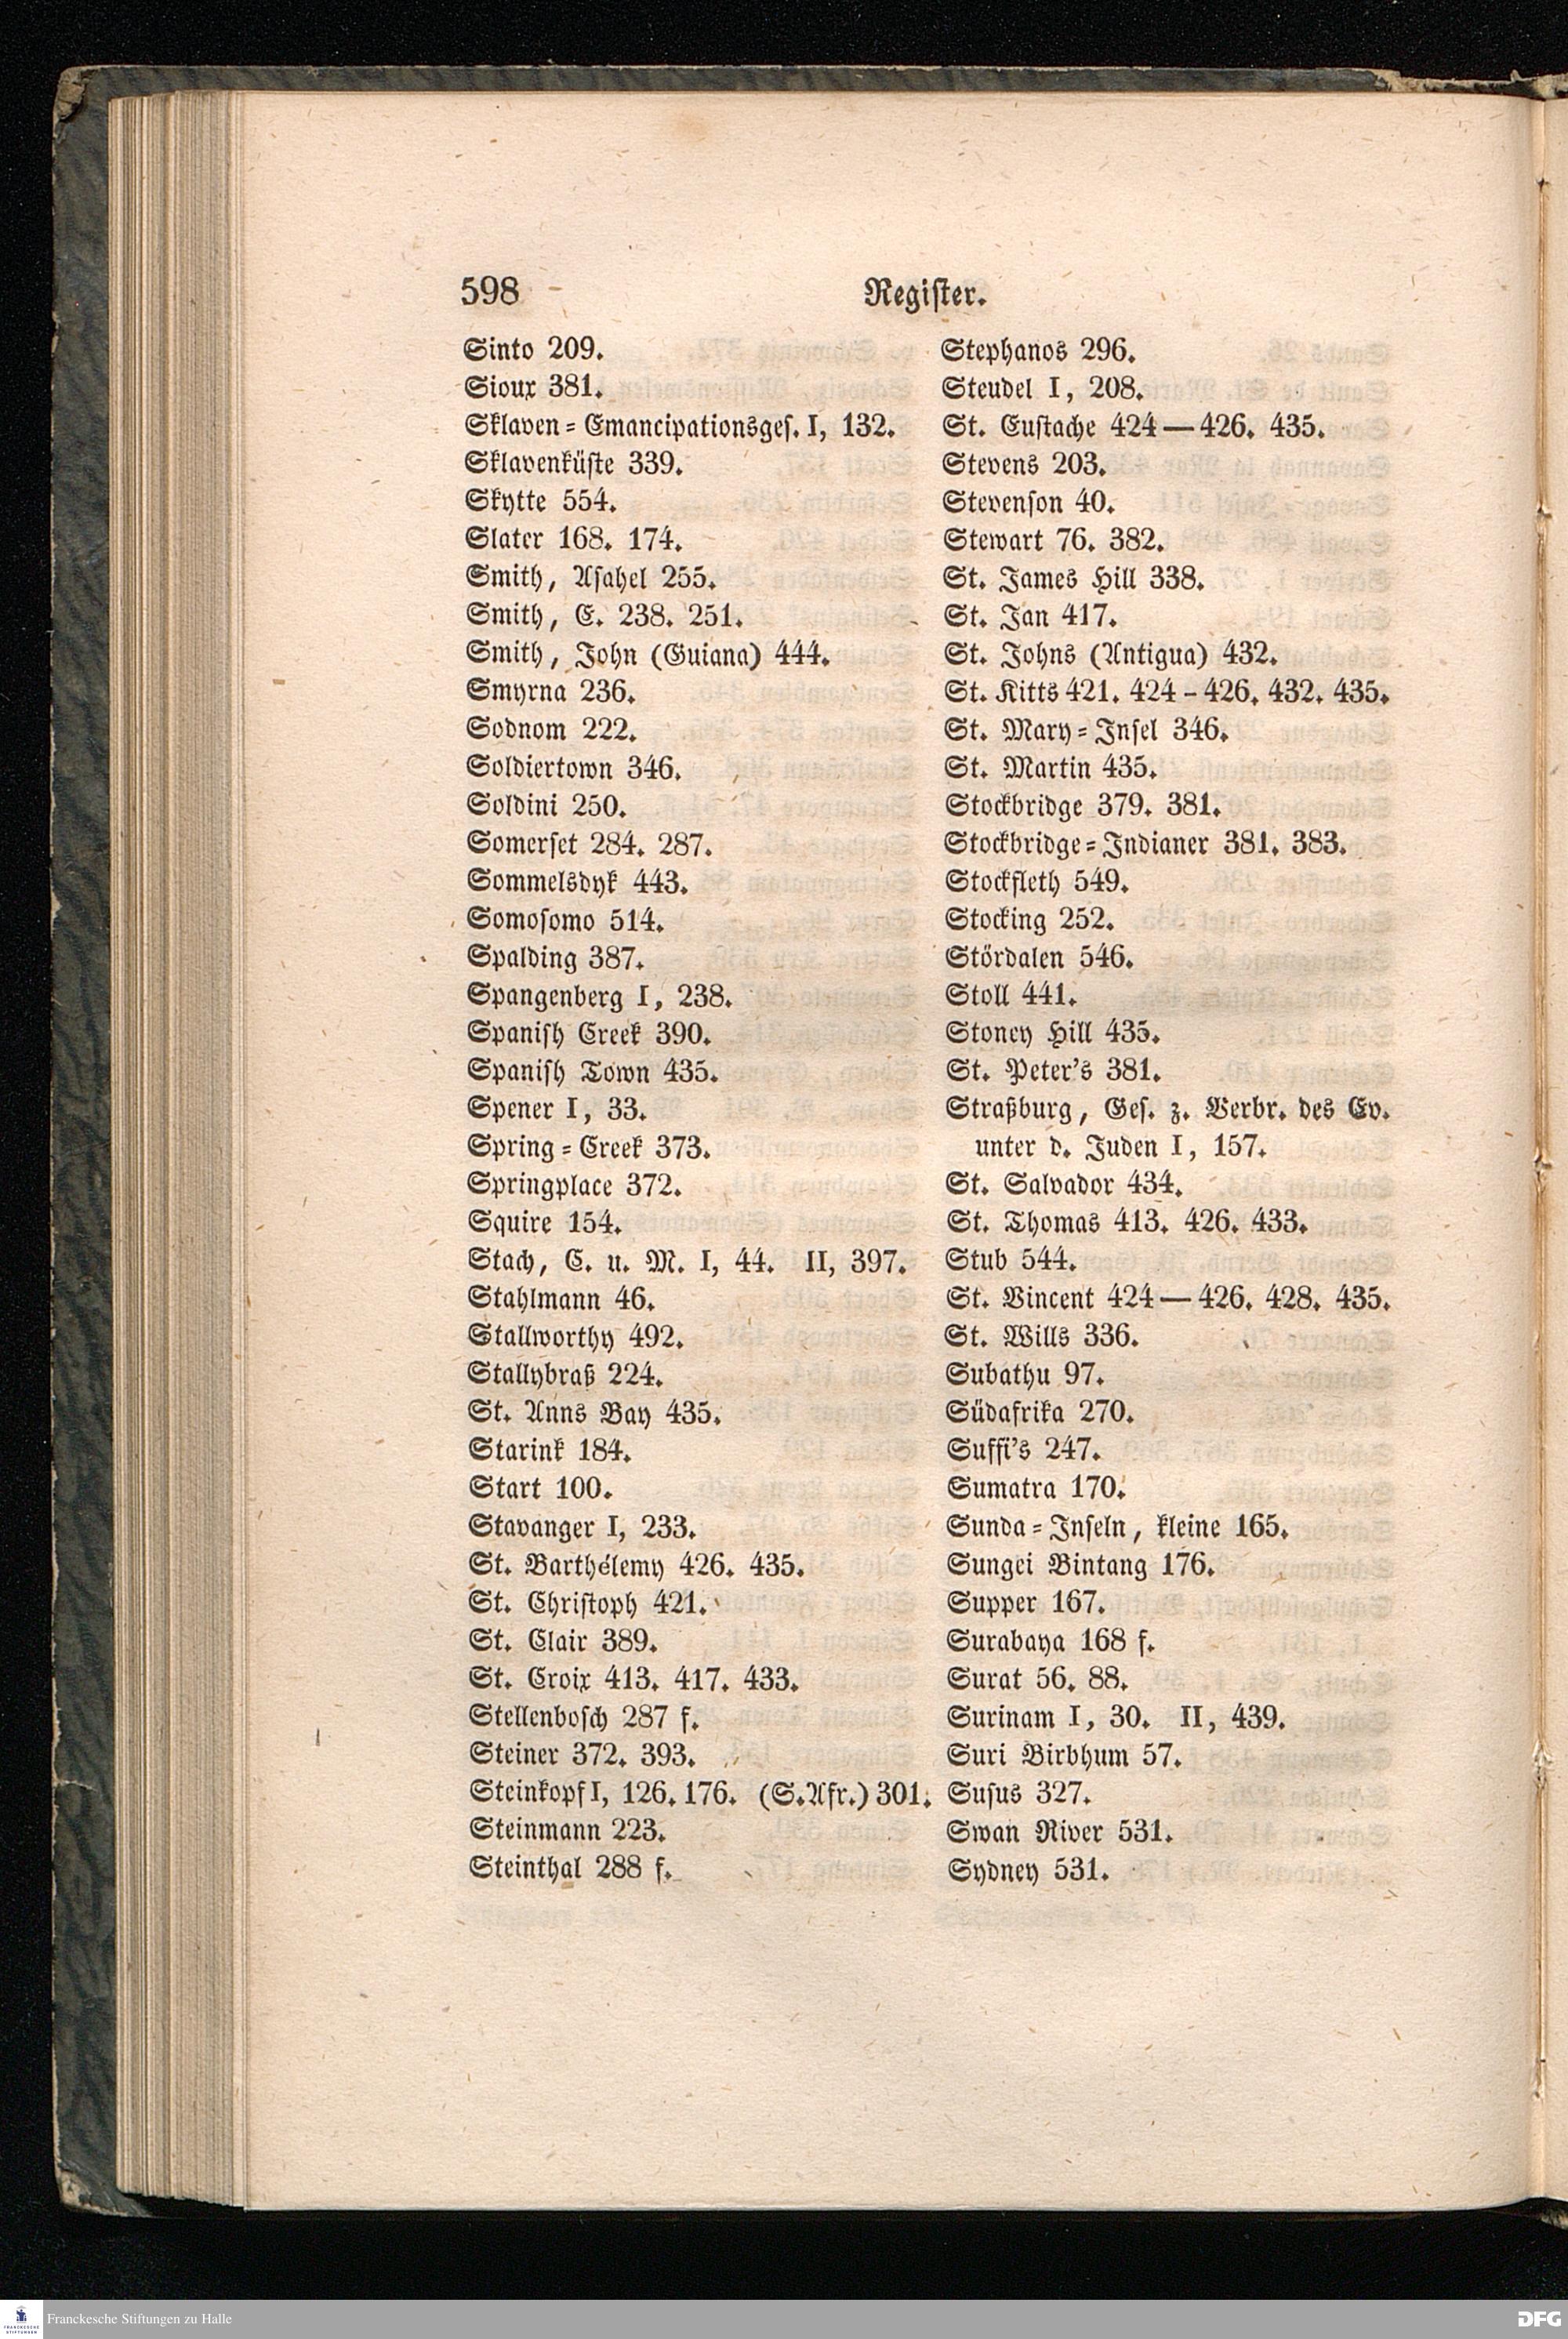 598 Register.
Sinto 209.
Sioux 381.
Sklaven=Emancipationsges. I, 132.
Sklavenküste 339.
Skytte 554.
Slater 168. 174.
Smith, Asahel 255.
Smith, E. 238. 251.
Smith, John (Guiana) 444.
Smyrna 236.
Sodnom 222.
Soldiertown 346.
Soldini 250.
Somerset 284. 287.
Sommelsdyk 443.
Somosomo 514.
Spalding 387.
Spangenberg I, 238.
Spanish Creek 390.
Spanish Town 435.
Spener I, 33.
Spring=Creek 373.
Springplace 372.
Squire 154.
Stach, C. u. M. I, 44. II, 397.
Stahlmann 46.
Stallworthy 492.
Stallybraß 224.
St. Anns Bay 435.
Starink 184.
Start 100.
Stavanger I, 233.
St. Barthélemy 426. 435.
St. Christoph 421.
St. Clair 389.
St. Croix 413. 417. 433.
Stellenbosch 287 f.
Steiner 372. 393.
Steinkopf I, 126. 176. (S.Afr.) 301.
Steinmann 223.
Steinthal 288 f.
Stephanos 296.
Steudel I, 208.
St. Eustache 424—426. 435.
Stevens 203.
Stevenson 40.
Stewart 76. 382.
St. James Hill 338.
St. Jan 417.
St. Johns (Antigua) 432.
St. Kitts 421. 424-426. 432. 435.
St. Mary=Insel 346.
St. Martin 435.
Stockbridge 379. 381.
Stockbridge=Indianer 381. 383.
Stockfleth 549.
Stocking 252.
Stördalen 546.
Stoll 441.
Stoney Hill 435.
St. Peter's 381.
Straßburg, Ges. z. Verbr. des Ev.
unter d. Juden I, 157.
St. Salvador 434.
St. Thomas 413. 426. 433.
Stub 544.
St. Vincent 424—426. 428. 435.
St. Wills 336.
Subathu 97.
Südafrika 270.
Suffi's 247.
Sumatra 170.
Sunda=Inseln, kleine 165.
Sungei Bintang 176.
Supper 167.
Surabaya 168 f.
Surat 56. 88.
Surinam I, 30. II, 439.
Suri Birbhum 57.
Susus 327.
Swan River 531.
Sydney 531.
FRANCKESCHE STIFTUNGEN
Franckesche Stiftungen zu Halle
DFG